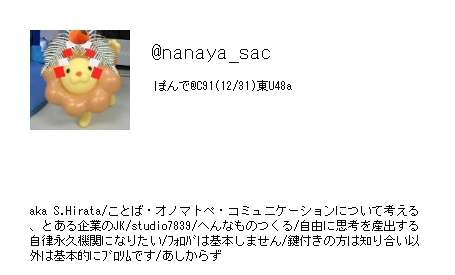 @nanaya_sac
ぽんで@C91(12/31)東U48a
aka S.Hirata/ことば・オノマトペ・コミュニケーションについて考える
、とある企業のJK/studio7839/へんなものつくる/自由に思考を産出する
自律永久機関になりたい/ﾌｫﾛﾊﾞは基本しません/鍵付きの方は知り合い以
外は基本的にﾌﾞﾛｯﾑです/あしからず